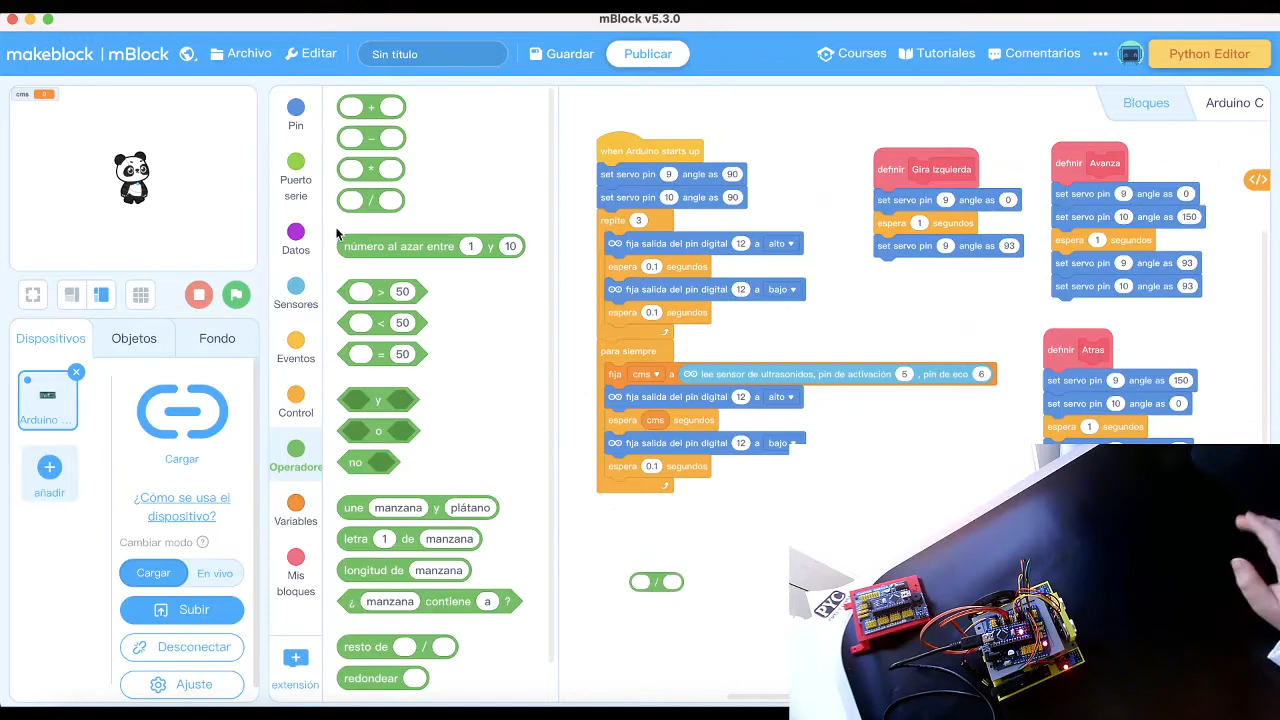 mBlock v5.3.0
makeblock | mBlock
Archivo
Editar
Sin título
Guardar
Publicar
Courses
Tutoriales
Comentarios
•••
Python Editor
cms 0
Dispositivos
Objetos
Fondo
Arduino ...
añadir
Cargar
¿Cómo se usa el
dispositivo?
Cambiar modo ?
Cargar
En vivo
Subir
Desconectar
Ajuste
Pin
Puerto
serie
Datos
Sensores
Eventos
Control
Operadore
Variables
Mis
bloques
extensión
+
−
*
/
número al azar entre 1 y 10
> 50
< 50
= 50
y
o
no
une manzana y plátano
letra 1 de manzana
longitud de manzana
¿ manzana contiene a ?
resto de /
redondear
Bloques
Arduino C
</>
when Arduino starts up
set servo pin 9 angle as 90
set servo pin 10 angle as 90
repite 3
fija salida del pin digital 12 a alto
espera 0.1 segundos
fija salida del pin digital 12 a bajo
espera 0.1 segundos
para siempre
fija cms a lee sensor de ultrasonidos, pin de activación 5 , pin de eco 6
fija salida del pin digital 12 a alto
espera cms segundos
fija salida del pin digital 12 a bajo
espera 0.1 segundos
/
definir Gira Izquierda
set servo pin 9 angle as 0
espera 1 segundos
set servo pin 9 angle as 93
definir Avanza
set servo pin 9 angle as 0
set servo pin 10 angle as 150
espera 1 segundos
set servo pin 9 angle as 93
set servo pin 10 angle as 93
definir Atras
set servo pin 9 angle as 150
set servo pin 10 angle as 0
espera 1 segundos